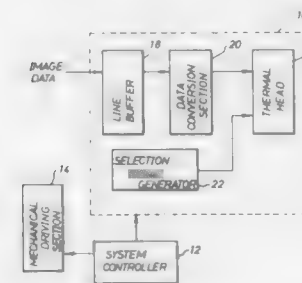 IMAGE
DATA
18
LINE
BUFFER
20
DATA
CONVERSION
SECTION
THERMAL
HEAD
SELECTION
GENERATOR
22
14
MECHANICAL
DRIVING
SECTION
SYSTEM
CONTROLLER
12